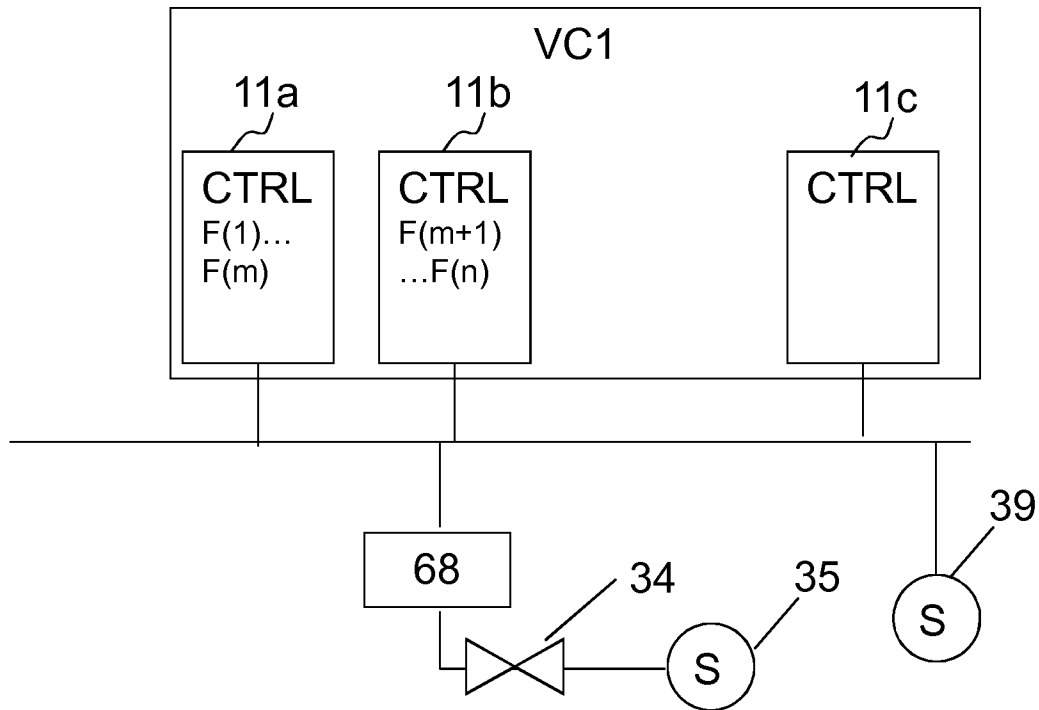 VC1
11a
11b
11c
CTRL
F(1)...
F(m)
CTRL
F(m+1)
...F(n)
CTRL
39
68
34
35
S
S